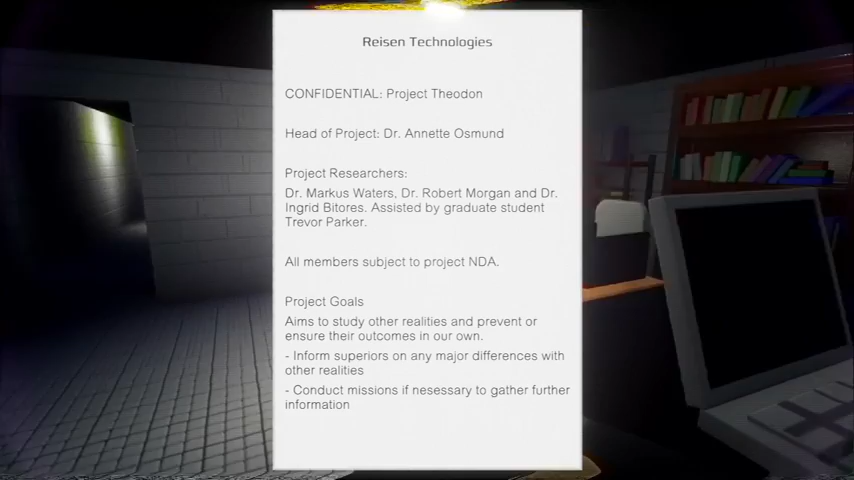 Reisen Technologies
CONFIDENTIAL: Project Theodon
Head of Project: Dr. Annette Osmund
Project Researchers:
Dr. Markus Waters, Dr. Robert Morgan and Dr.
Ingrid Bitores. Assisted by graduate student
Trevor Parker.
All members subject to project NDA.
Project Goals
Aims to study other realities and prevent or
ensure their outcomes in our own.
- Inform superiors on any major differences with
other realities
- Conduct missions if nesessary to gather further
information